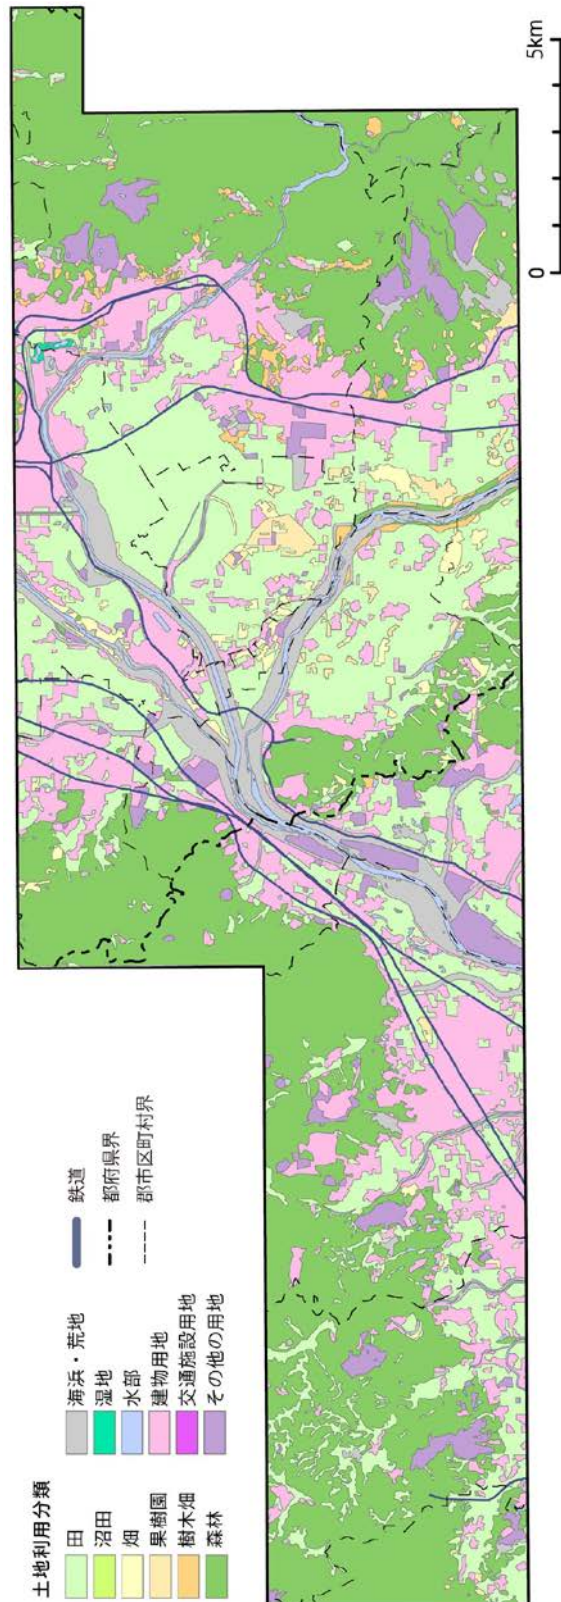 土地利用分類
田
沼田
畑
果樹園
樹木畑
森林
海浜・荒地
湿地
水部
建物用地
交通施設用地
その他の用地
鉄道
都府県界
郡市区町村界
0 5km